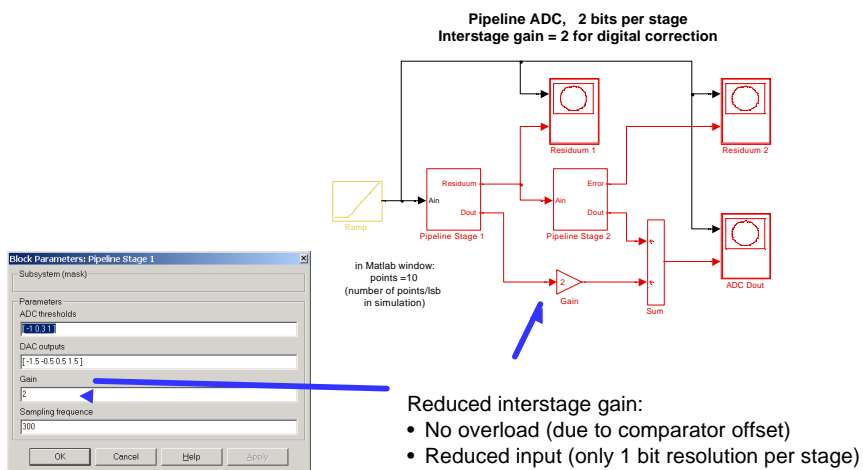 Pipeline ADC, 2 bits per stage
Interstage gain = 2 for digital correction
Residuum 1
Residuum 2
Ramp
Ain
Residuum
Dout
Pipeline Stage 1
Ain
Error
Dout
Pipeline Stage 2
2
Gain
Sum
ADC Dout
in Matlab window:
points =10
(number of points/lsb
in simulation)
Block Parameters: Pipeline Stage 1
Subsystem (mask)
Parameters
ADC thresholds
[ -1 0.3 1 ]
DAC outputs
[ -1.5 -0.5 0.5 1.5 ]
Gain
2
Sampling frequence
300
OK Cancel Help Apply
Reduced interstage gain:
• No overload (due to comparator offset)
• Reduced input (only 1 bit resolution per stage)